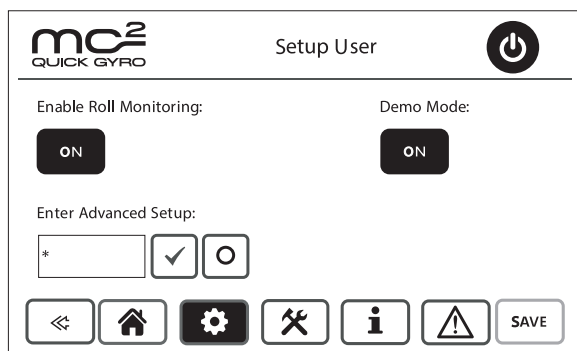 mc²
QUICK GYRO
Setup User
Enable Roll Monitoring:
Demo Mode:
ON
ON
Enter Advanced Setup:
*
SAVE